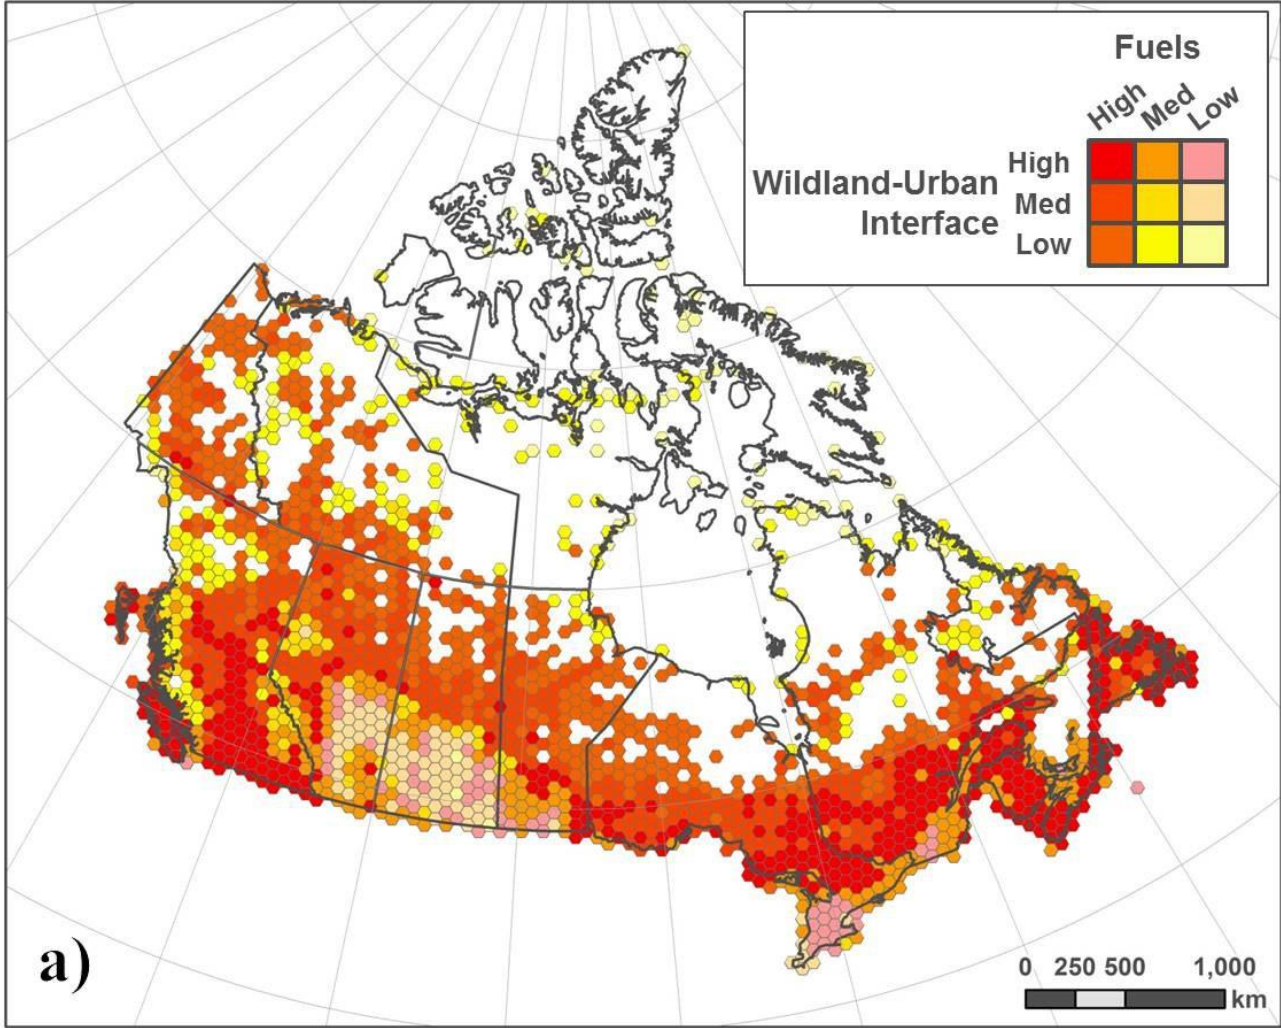 Fuels
High Med Low
Wildland-Urban
Interface
High
Med
Low
a)
0 250 500 1,000
km